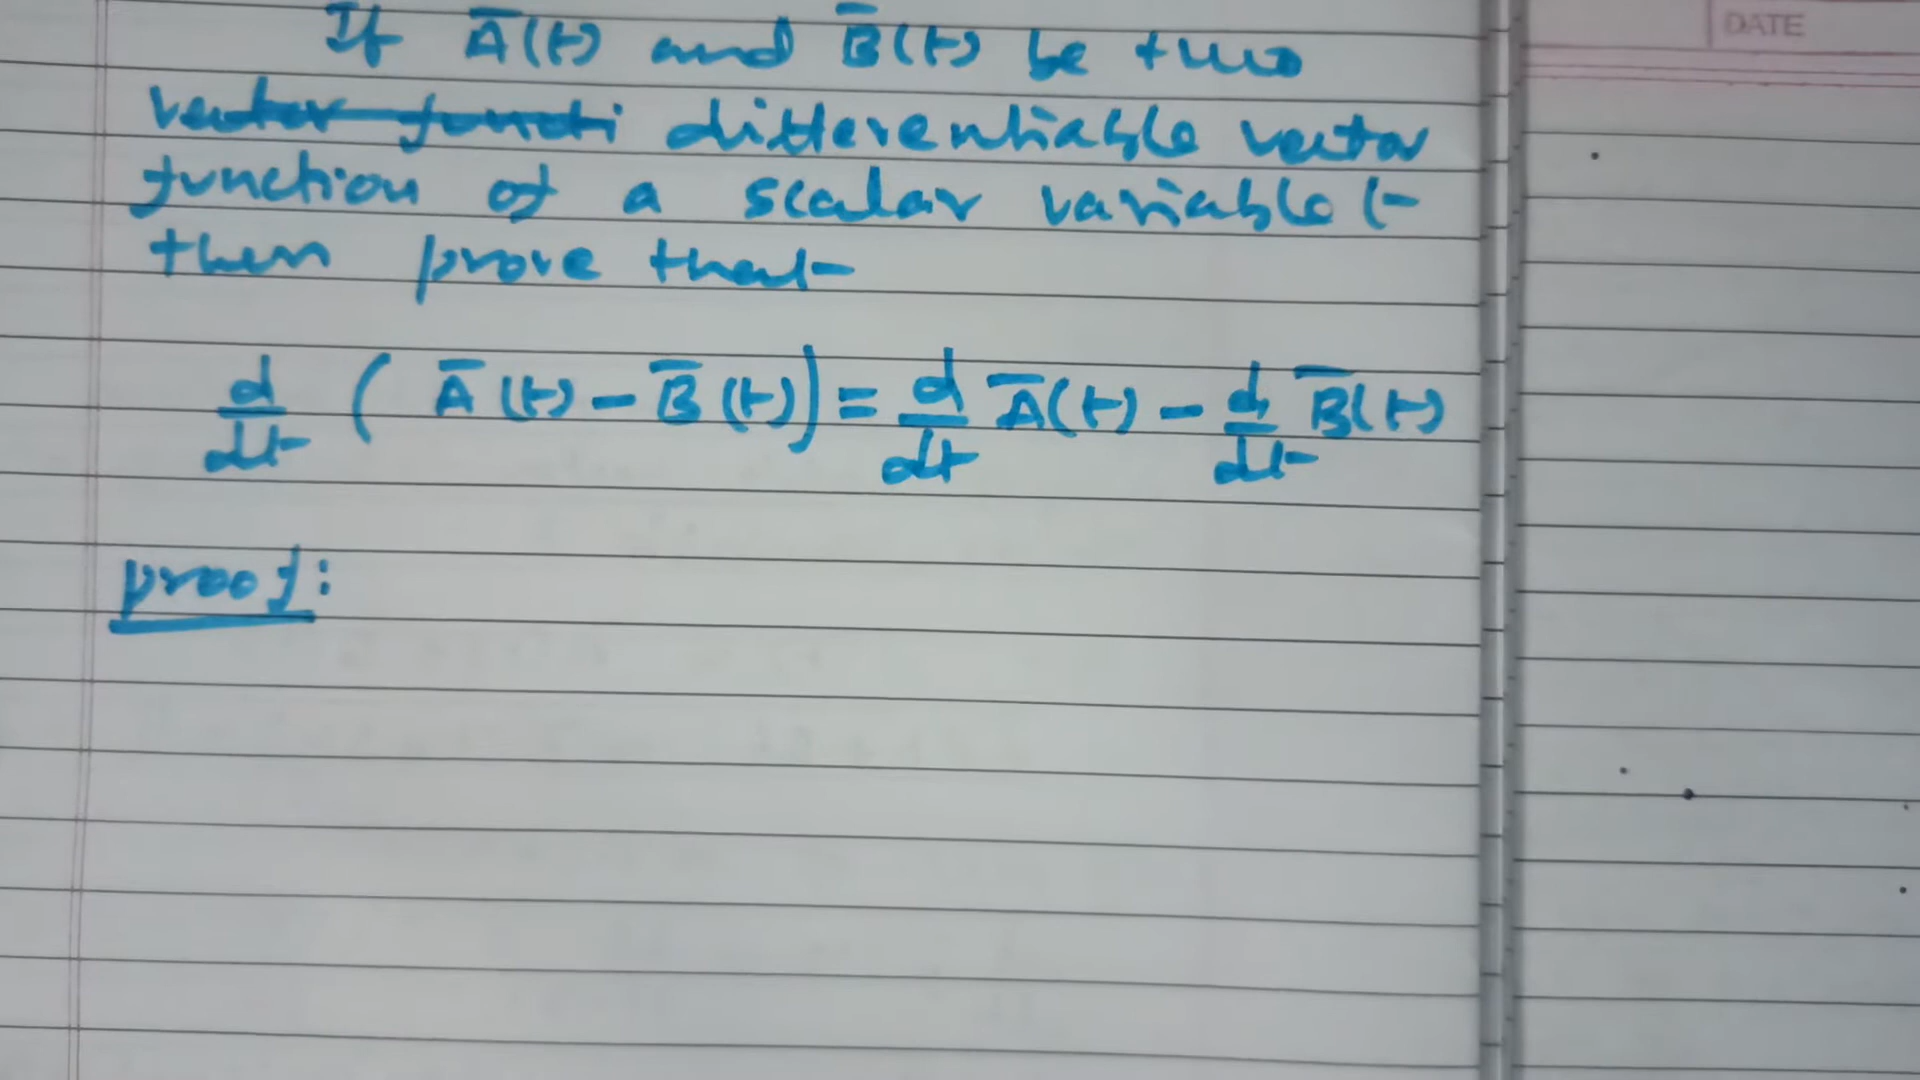 If A̅(t) and B̅(t) be two
vector functi differentiable vector
function of a scalar variable t
then prove that
d/dt ( A̅(t) - B̅(t) ) = d/dt A̅(t) - d/dt B̅(t)
proof:
DATE